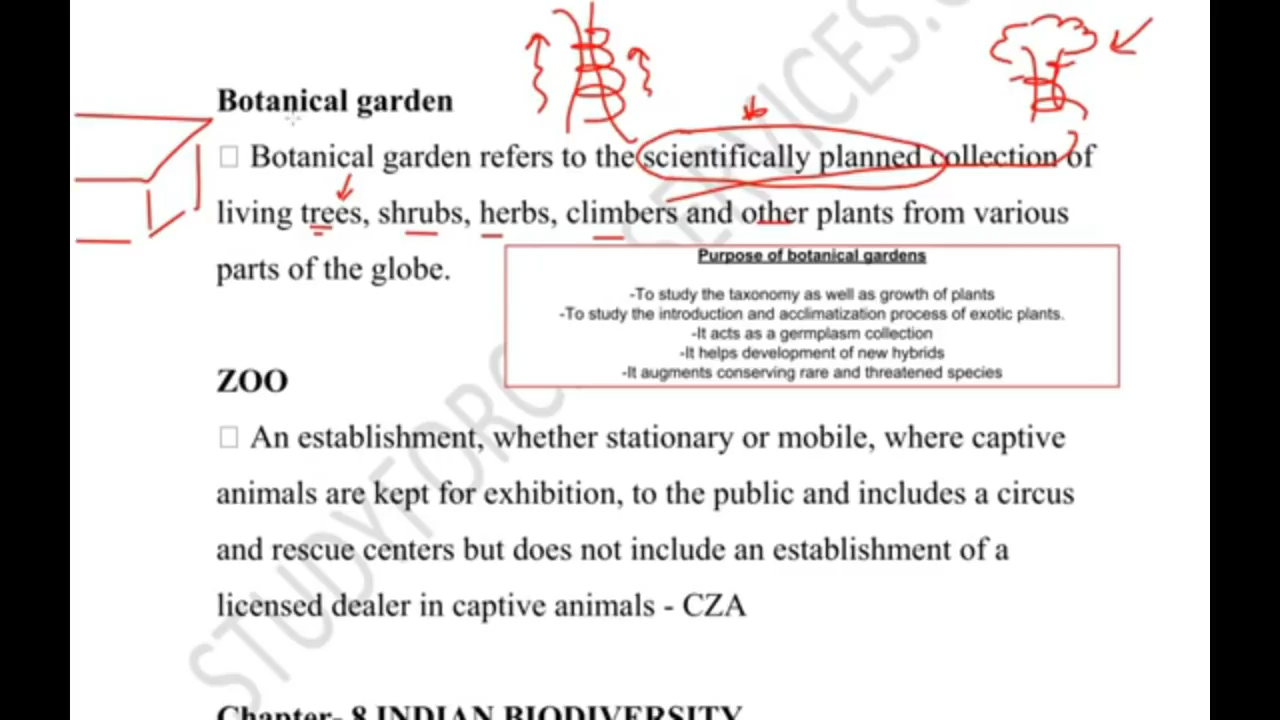 Botanical garden
Botanical garden refers to the scientifically planned collection of
living trees, shrubs, herbs, climbers and other plants from various
parts of the globe.
Purpose of botanical gardens
-To study the taxonomy as well as growth of plants
-To study the introduction and acclimatization process of exotic plants.
-It acts as a germplasm collection
-It helps development of new hybrids
-It augments conserving rare and threatened species
ZOO
An establishment, whether stationary or mobile, where captive
animals are kept for exhibition, to the public and includes a circus
and rescue centers but does not include an establishment of a
licensed dealer in captive animals - CZA
Chapter- 8 INDIAN BIODIVERSITY